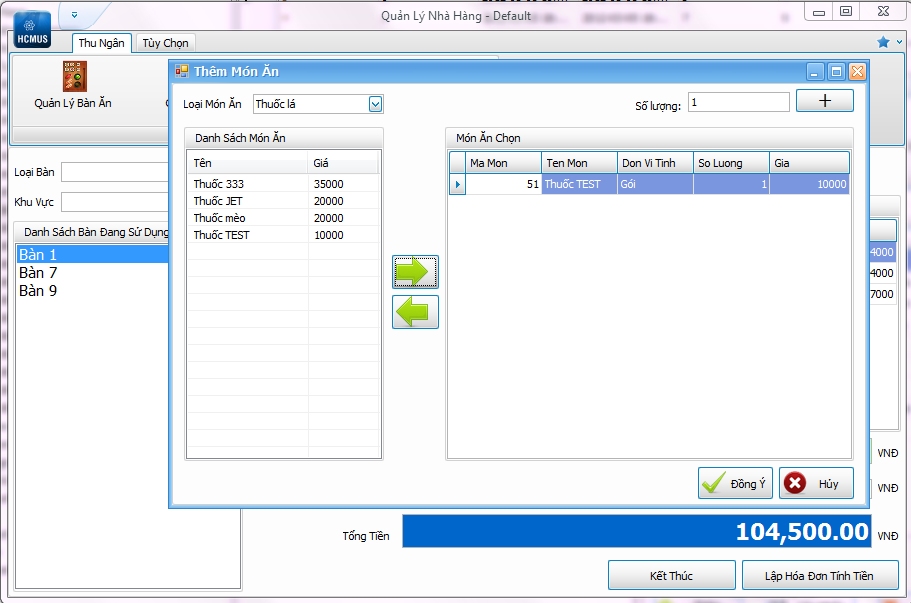 Quản Lý Nhà Hàng - Default
HCMUS
Thu Ngân
Tùy Chọn
Quản Lý Bàn Ăn
Loại Bàn
Khu Vực
Danh Sách Bàn Đang Sử Dụng
Bàn 1
Bàn 7
Bàn 9
Thêm Món Ăn
Loại Món Ăn
Thuốc lá
Số lượng:
1
Danh Sách Món Ăn
Tên Giá
Thuốc 333 35000
Thuốc JET 20000
Thuốc mèo 20000
Thuốc TEST 10000
Món Ăn Chọn
Ma Mon Ten Mon Don Vi Tinh So Luong Gia
51 Thuốc TEST Gói 1 10000
Đồng Ý
Hủy
4000
4000
7000
VNĐ
VNĐ
Tổng Tiền
104,500.00
VNĐ
Kết Thúc
Lập Hóa Đơn Tính Tiền